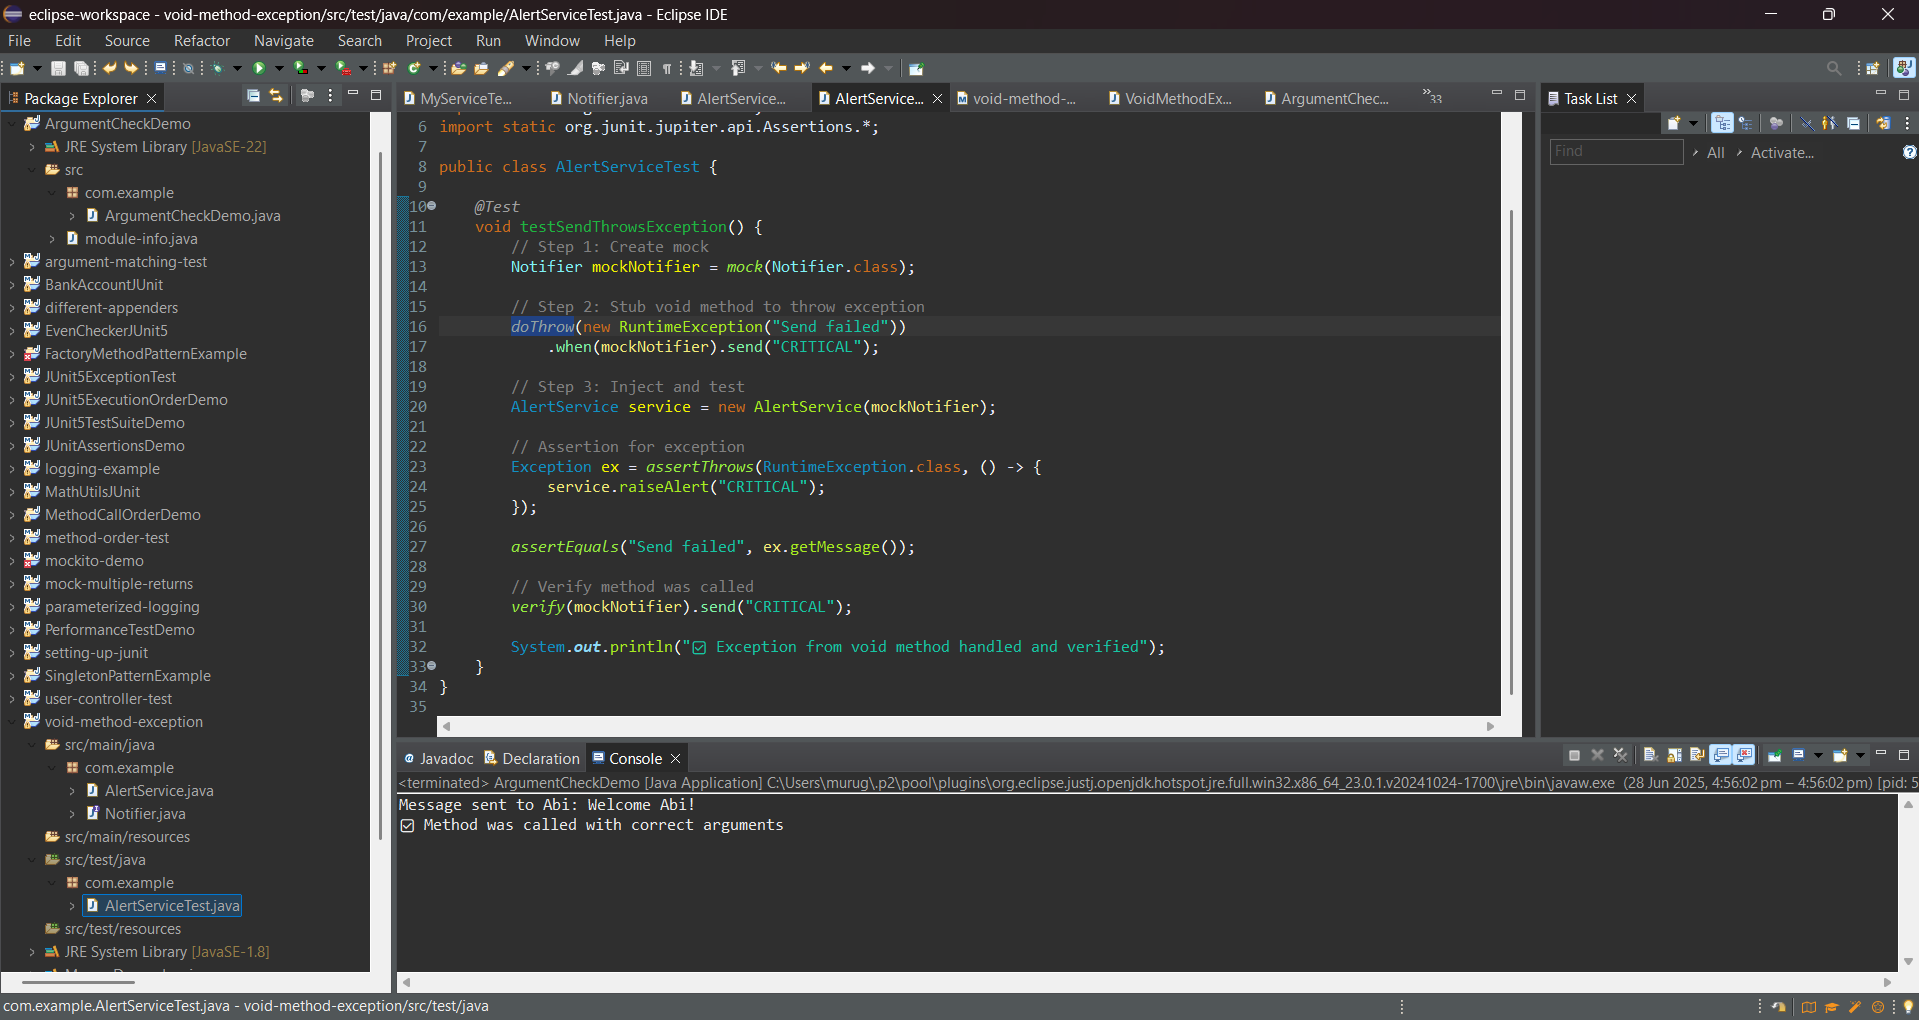 eclipse-workspace - void-method-exception/src/test/java/com/example/AlertServiceTest.java - Eclipse IDE
File Edit Source Refactor Navigate Search Project Run Window Help
Package Explorer
ArgumentCheckDemo
JRE System Library [JavaSE-22]
src
com.example
ArgumentCheckDemo.java
module-info.java
argument-matching-test
BankAccountJUnit
different-appenders
EvenCheckerJUnit5
FactoryMethodPatternExample
JUnit5ExceptionTest
JUnit5ExecutionOrderDemo
JUnit5TestSuiteDemo
JUnitAssertionsDemo
logging-example
MathUtilsJUnit
MethodCallOrderDemo
method-order-test
mockito-demo
mock-multiple-returns
parameterized-logging
PerformanceTestDemo
setting-up-junit
SingletonPatternExample
user-controller-test
void-method-exception
src/main/java
com.example
AlertService.java
Notifier.java
src/main/resources
src/test/java
com.example
AlertServiceTest.java
src/test/resources
JRE System Library [JavaSE-1.8]
MyServiceTe... Notifier.java AlertService... AlertService... void-method-... VoidMethodEx... ArgumentChec... »33
6 import static org.junit.jupiter.api.Assertions.*;
7
8 public class AlertServiceTest {
9
10 @Test
11 void testSendThrowsException() {
12 // Step 1: Create mock
13 Notifier mockNotifier = mock(Notifier.class);
14
15 // Step 2: Stub void method to throw exception
16 doThrow(new RuntimeException("Send failed"))
17 .when(mockNotifier).send("CRITICAL");
18
19 // Step 3: Inject and test
20 AlertService service = new AlertService(mockNotifier);
21
22 // Assertion for exception
23 Exception ex = assertThrows(RuntimeException.class, () -> {
24 service.raiseAlert("CRITICAL");
25 });
26
27 assertEquals("Send failed", ex.getMessage());
28
29 // Verify method was called
30 verify(mockNotifier).send("CRITICAL");
31
32 System.out.println("☑ Exception from void method handled and verified");
33 }
34 }
35
Task List
Find All Activate...
Javadoc Declaration Console
<terminated> ArgumentCheckDemo [Java Application] C:\Users\murug\.p2\pool\plugins\org.eclipse.justj.openjdk.hotspot.jre.full.win32.x86_64_23.0.1.v20241024-1700\jre\bin\javaw.exe (28 Jun 2025, 4:56:02 pm – 4:56:02 pm) [pid: 5
Message sent to Abi: Welcome Abi!
☑ Method was called with correct arguments
com.example.AlertServiceTest.java - void-method-exception/src/test/java